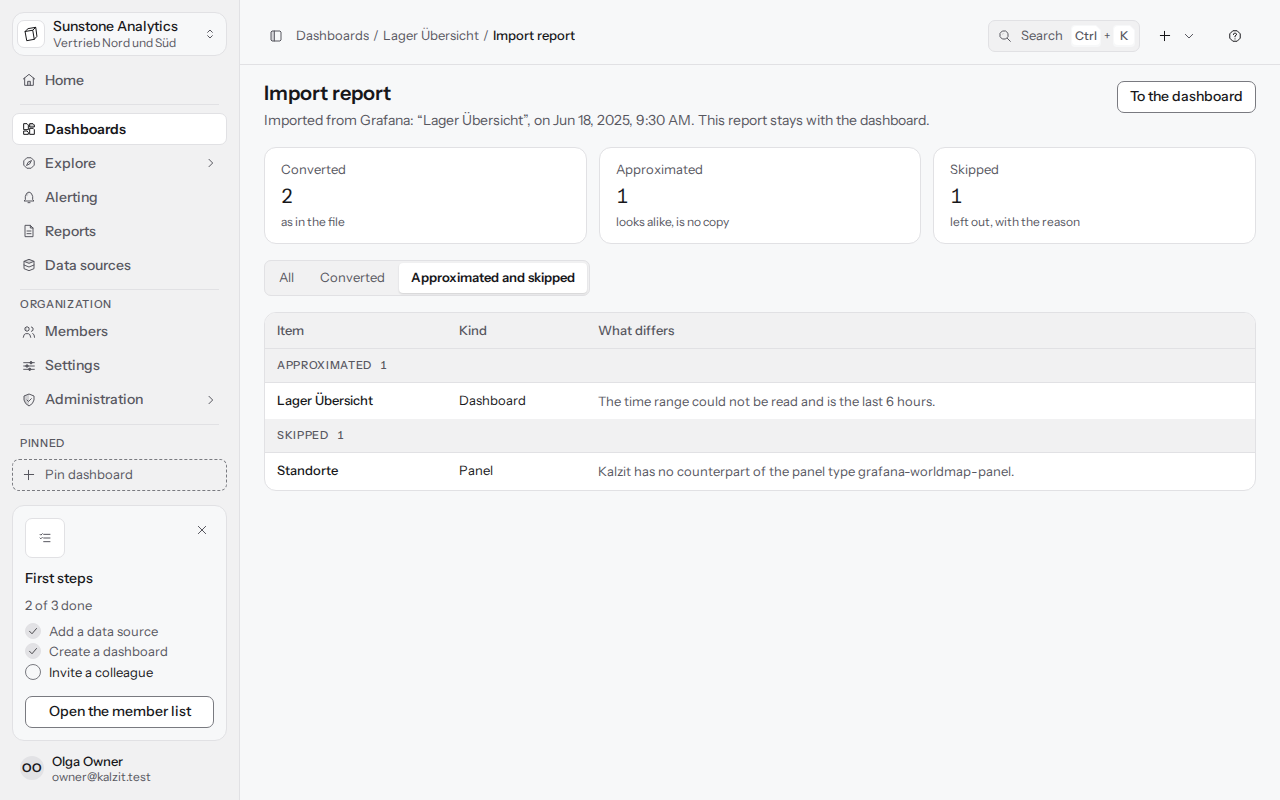 Sunstone Analytics
Vertrieb Nord und Süd
Home
Dashboards
Explore
Alerting
Reports
Data sources
ORGANIZATION
Members
Settings
Administration
PINNED
Pin dashboard
First steps
2 of 3 done
Add a data source
Create a dashboard
Invite a colleague
Open the member list
OO
Olga Owner
owner@kalzit.test
Dashboards / Lager Übersicht / Import report
Search Ctrl + K
Import report
Imported from Grafana: “Lager Übersicht”, on Jun 18, 2025, 9:30 AM. This report stays with the dashboard.
To the dashboard
Converted
2
as in the file
Approximated
1
looks alike, is no copy
Skipped
1
left out, with the reason
All Converted Approximated and skipped
Item Kind What differs
APPROXIMATED 1
Lager Übersicht Dashboard The time range could not be read and is the last 6 hours.
SKIPPED 1
Standorte Panel Kalzit has no counterpart of the panel type grafana-worldmap-panel.